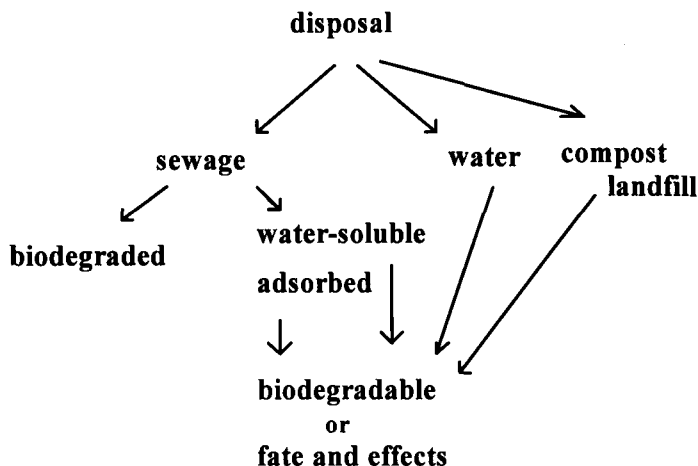 disposal
sewage
water
compost
landfill
biodegraded
water-soluble
adsorbed
biodegradable
or
fate and effects